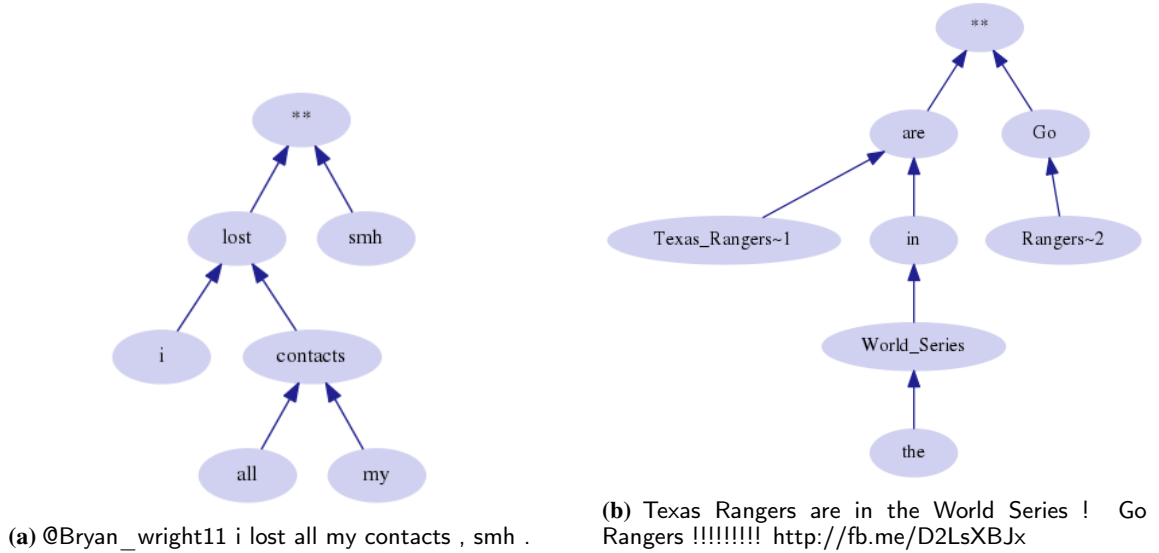 **
lost
smh
i
contacts
all
my
(a) @Bryan_wright11 i lost all my contacts , smh .
**
are
Go
Texas_Rangers~1
in
Rangers~2
World_Series
the
(b) Texas Rangers are in the World Series ! Go
Rangers !!!!!!!!! http://fb.me/D2LsXBJx